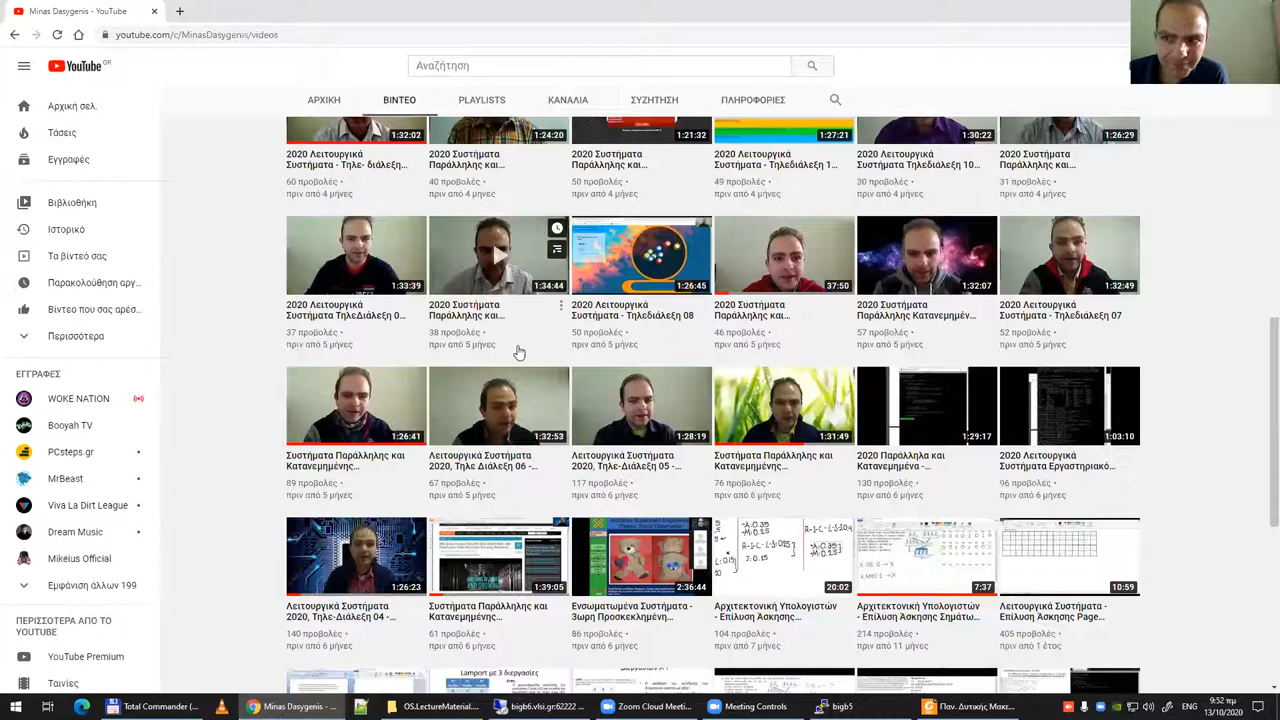 Minas Dasygenis - YouTube
youtube.com/c/MinasDasygenis/videos
YouTube GR
Αναζήτηση
ΑΡΧΙΚΗ ΒΙΝΤΕΟ PLAYLISTS ΚΑΝΑΛΙΑ ΣΥΖΗΤΗΣΗ ΠΛΗΡΟΦΟΡΙΕΣ
Αρχική σελ.
Τάσεις
Εγγραφές
Βιβλιοθήκη
Ιστορικό
Τα βίντεό σας
Παρακολούθηση αργ...
Βίντεο που σας αρέσ...
Περισσότερα
ΕΓΓΡΑΦΕΣ
WOKE NATION
Booyah TV
PCsteps.gr
MrBeast
Viva La Dirt League
Dream Music
Mikeius Official
Εμφάνιση άλλων 199
ΠΕΡΙΣΣΟΤΕΡΑ ΑΠΟ ΤΟ
YOUTUBE
YouTube Premium
Ταινίες
1:32:02 1:24:20 1:21:32 1:27:21 1:30:22 1:26:29
2020 Λειτουργικά 2020 Συστήματα 2020 Συστήματα 2020 Λειτουργικά 2020 Λειτουργικά 2020 Συστήματα
Συστήματα - Τηλε- διάλεξη... Παράλληλης και... Παράλληλης και... Συστήματα - Τηλεδιάλεξη 1... Συστήματα Τηλεδιάλεξη 10... Παράλληλης και...
60 προβολές • 40 προβολές • 50 προβολές • 49 προβολές • 30 προβολές • 31 προβολές •
πριν από 4 μήνες πριν από 4 μήνες πριν από 4 μήνες πριν από 4 μήνες πριν από 4 μήνες πριν από 4 μήνες
1:33:39 1:34:44 1:26:45 37:50 1:32:07 1:32:49
2020 Λειτουργικά 2020 Συστήματα 2020 Λειτουργικά 2020 Συστήματα 2020 Συστήματα 2020 Λειτουργικά
Συστήματα ΤηλεΔιάλεξη 0... Παράλληλης και... Συστήματα - Τηλεδιάλεξη 08 Παράλληλης και... Παράλληλης Κατανεμημέν... Συστήματα - Τηλεδιάλεξη 07
37 προβολές • 38 προβολές • 50 προβολές • 46 προβολές • 57 προβολές • 52 προβολές •
πριν από 5 μήνες πριν από 5 μήνες πριν από 5 μήνες πριν από 5 μήνες πριν από 5 μήνες πριν από 5 μήνες
1:26:41 1:32:53 1:28:19 1:31:49 1:29:17 1:03:10
Συστήματα Παράλληλης και Λειτουργικά Συστήματα Λειτουργικά Συστήματα Συστήματα Παράλληλης και 2020 Παράλληλα και 2020 Λειτουργικά
Κατανεμημένης... 2020, Τηλε Διάλεξη 06 -... 2020, Τηλε-Διάλεξη 05 -... Κατανεμημένης... Κατανεμημένα -... Συστήματα Εργαστηριακό...
89 προβολές • 67 προβολές • 117 προβολές • 76 προβολές • 130 προβολές • 96 προβολές •
πριν από 5 μήνες πριν από 5 μήνες πριν από 6 μήνες πριν από 6 μήνες πριν από 6 μήνες πριν από 6 μήνες
1:26:23 1:39:05 2:36:44 20:02 7:37 10:59
Λειτουργικά Συστήματα Συστήματα Παράλληλης και Ενσωματωμένα Συστήματα - Αρχιτεκτονική Υπολογιστών Αρχιτεκτονική Υπολογιστών Λειτουργικά Συστήματα -
2020, Τηλε-Διάλεξη 04 -... Κατανεμημένης... 3ωρη Προσκεκλημένη... - Επίλυση Άσκησης... - Επίλυση Άσκησης Σημάτω... Επίλυση Άσκησης Page...
140 προβολές • 61 προβολές • 86 προβολές • 104 προβολές • 214 προβολές • 405 προβολές •
πριν από 6 μήνες πριν από 6 μήνες πριν από 6 μήνες πριν από 7 μήνες πριν από 11 μήνες πριν από 1 έτος
Lamport με 3 διεργασίες
Total Commander (... Minas Dasygenis - ... D:\LectureMaterial... bigb6.vlsi.gr:02222 ... Zoom Cloud Meeti... Meeting Controls bigb5 Παν. Δυτικής Μακε... ENG
9:52 πμ
13/10/2020